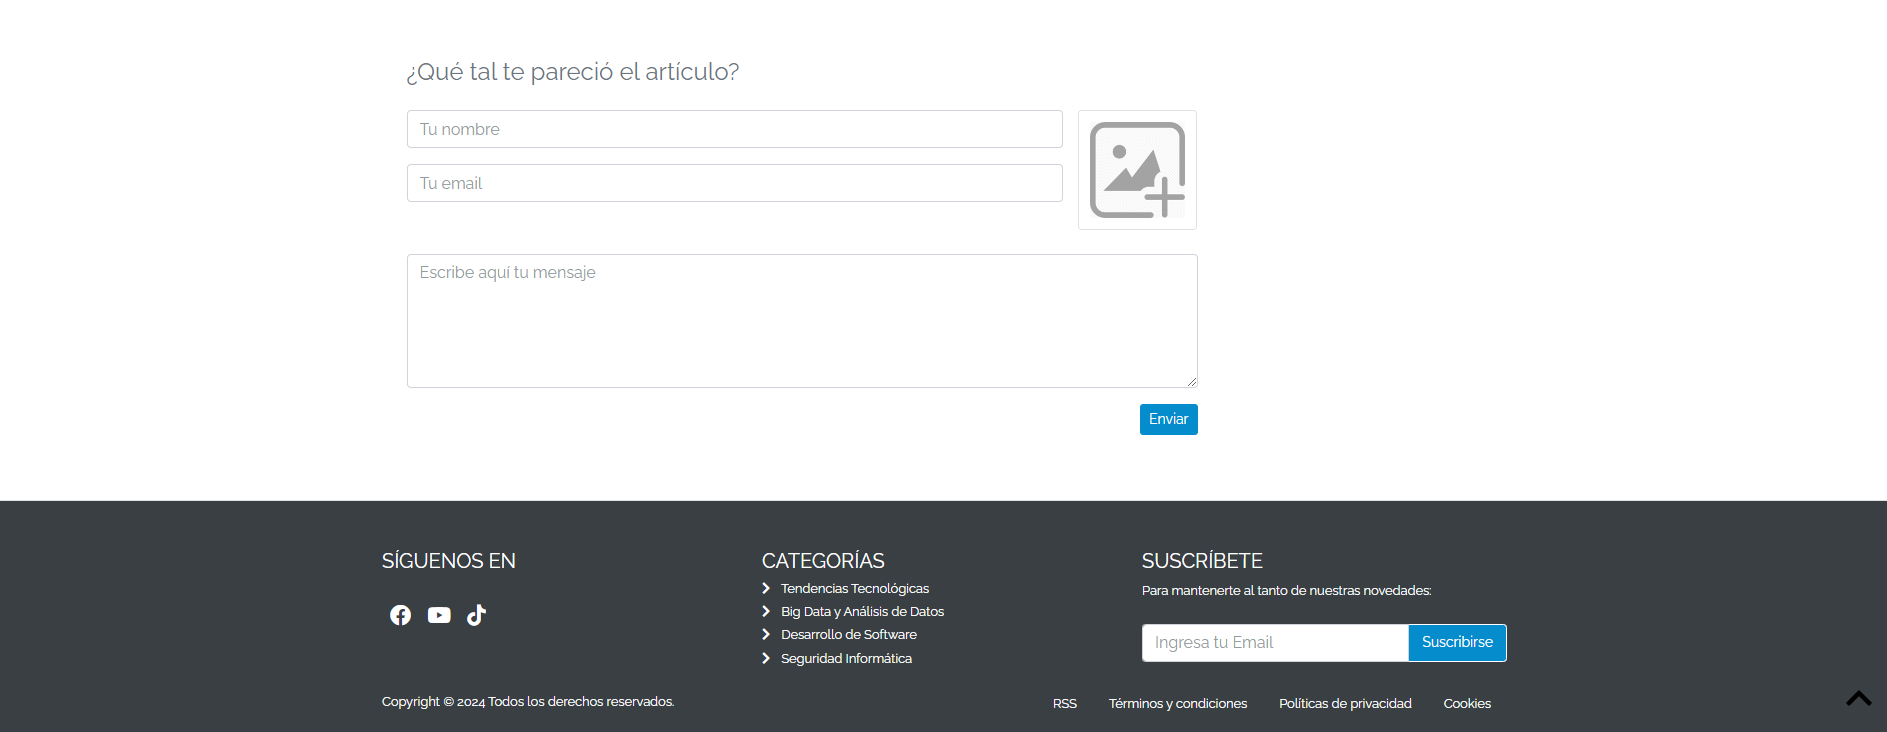 ¿Qué tal te pareció el artículo?
Tu nombre
Tu email
Escribe aquí tu mensaje
Enviar
SÍGUENOS EN
CATEGORÍAS
Tendencias Tecnológicas
Big Data y Análisis de Datos
Desarrollo de Software
Seguridad Informática
SUSCRÍBETE
Para mantenerte al tanto de nuestras novedades:
Ingresa tu Email
Suscribirse
Copyright © 2024 Todos los derechos reservados.
RSS Términos y condiciones Políticas de privacidad Cookies